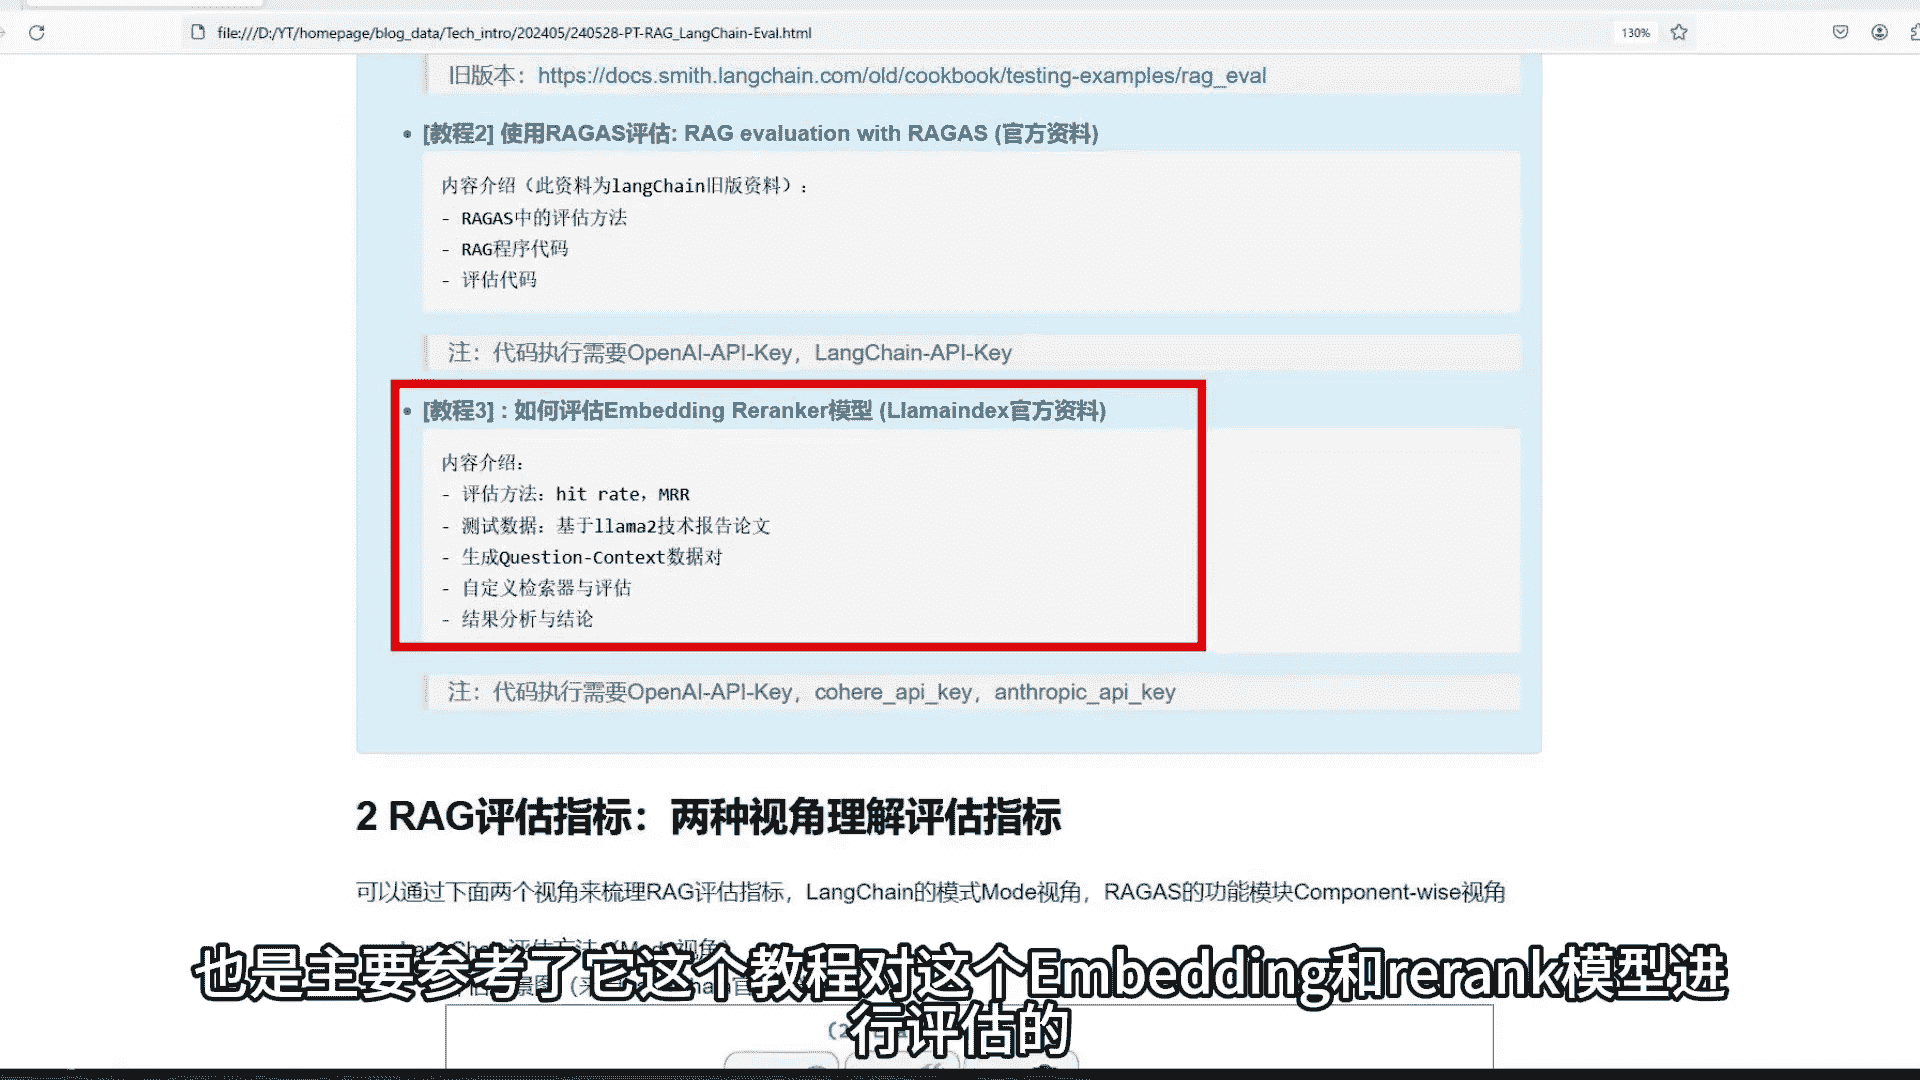 file:///D:/YT/homepage/blog_data/Tech_intro/202405/240528-PT-RAG_LangChain-Eval.html
130%
旧版本：https://docs.smith.langchain.com/old/cookbook/testing-examples/rag_eval
• [教程2] 使用RAGAS评估: RAG evaluation with RAGAS (官方资料)
内容介绍（此资料为langChain旧版资料）：
- RAGAS中的评估方法
- RAG程序代码
- 评估代码
注：代码执行需要OpenAI-API-Key，LangChain-API-Key
• [教程3] : 如何评估Embedding Reranker模型 (Llamaindex官方资料)
内容介绍：
- 评估方法：hit rate，MRR
- 测试数据：基于llama2技术报告论文
- 生成Question-Context数据对
- 自定义检索器与评估
- 结果分析与结论
注：代码执行需要OpenAI-API-Key，cohere_api_key，anthropic_api_key
2 RAG评估指标：两种视角理解评估指标
可以通过下面两个视角来梳理RAG评估指标，LangChain的模式Mode视角，RAGAS的功能模块Component-wise视角
也是主要参考了它这个教程对这个Embedding和rerank模型进
行评估的